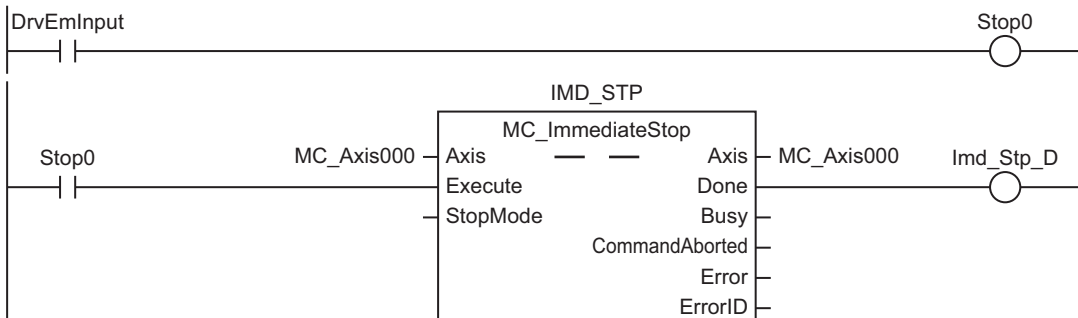 DrvEmInput Stop0
IMD_STP
MC_ImmediateStop
Stop0 MC_Axis000 Axis Axis MC_Axis000 Imd_Stp_D
Execute Done
StopMode Busy
CommandAborted
Error
ErrorID